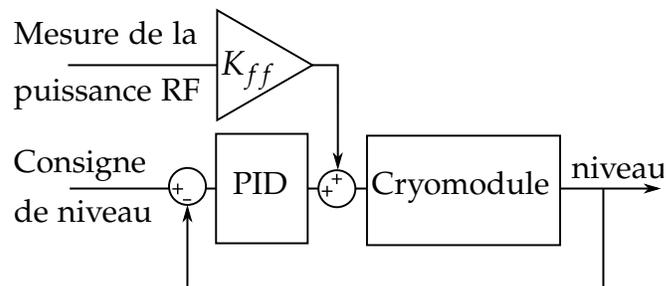 Mesure de la
puissance RF
K_ff
Consigne
de niveau
+
-
PID
+
+
Cryomodule
niveau